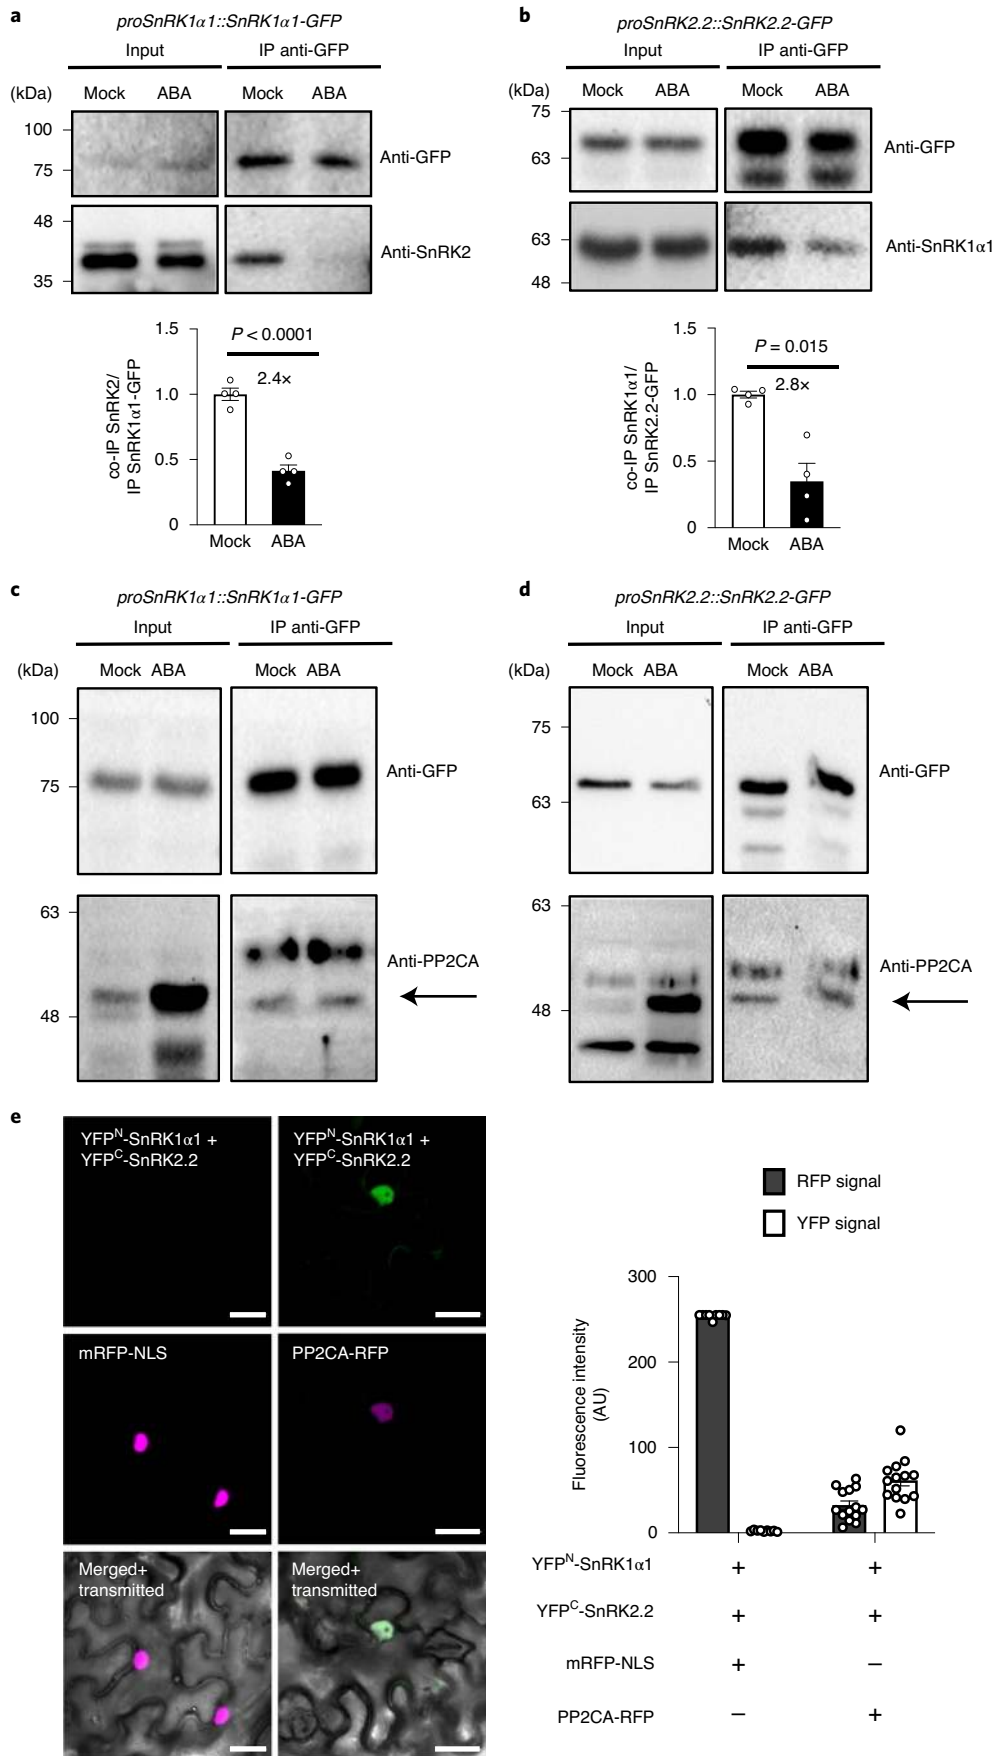 a
proSnRK1α1::SnRK1α1-GFP
Input IP anti-GFP
(kDa) Mock ABA Mock ABA
100
75
Anti-GFP
48
35
Anti-SnRK2
1.5
1.0
0.5
0
co-IP SnRK2/
IP SnRK1α1-GFP
P < 0.0001
2.4×
Mock ABA
b
proSnRK2.2::SnRK2.2-GFP
Input IP anti-GFP
(kDa) Mock ABA Mock ABA
75
63
Anti-GFP
63
48
Anti-SnRK1α1
1.5
1.0
0.5
0
co-IP SnRK1α1/
IP SnRK2.2-GFP
P = 0.015
2.8×
Mock ABA
c
proSnRK1α1::SnRK1α1-GFP
Input IP anti-GFP
(kDa) Mock ABA Mock ABA
100
75
Anti-GFP
63
48
Anti-PP2CA
d
proSnRK2.2::SnRK2.2-GFP
Input IP anti-GFP
(kDa) Mock ABA Mock ABA
75
63
Anti-GFP
63
48
Anti-PP2CA
e
YFPᴺ-SnRK1α1 +
YFPᶜ-SnRK2.2
YFPᴺ-SnRK1α1 +
YFPᶜ-SnRK2.2
mRFP-NLS
PP2CA-RFP
Merged+
transmitted
Merged+
transmitted
RFP signal
YFP signal
300
200
100
0
Fluorescence intensity
(AU)
YFPᴺ-SnRK1α1 + +
YFPᶜ-SnRK2.2 + +
mRFP-NLS + −
PP2CA-RFP − +